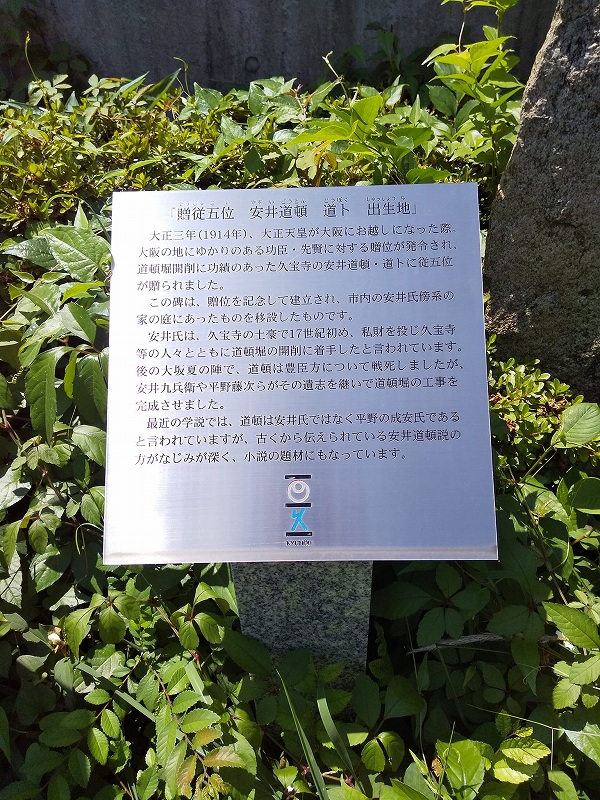 「贈従五位　安井道頓　道卜　出生地」
大正三年(1914年)、大正天皇が大阪にお越しになった際、
大阪の地にゆかりのある功臣・先賢に対する贈位が発令され、
道頓堀開削に功績のあった久宝寺の安井道頓・道卜に従五位
が贈られました。
この碑は、贈位を記念して建立され、市内の安井氏傍系の
家の庭にあったものを移設したものです。
安井氏は、久宝寺の土豪で17世紀初め、私財を投じ久宝寺
等の人々とともに道頓堀の開削に着手したと言われています。
後の大坂夏の陣で、道頓は豊臣方について戦死しましたが、
安井九兵衛や平野藤次らがその遺志を継いで道頓堀の工事を
完成させました。
最近の学説では、道頓は安井氏ではなく平野の成安氏である
と言われていますが、古くから伝えられている安井道頓説の
方がなじみが深く、小説の題材にもなっています。